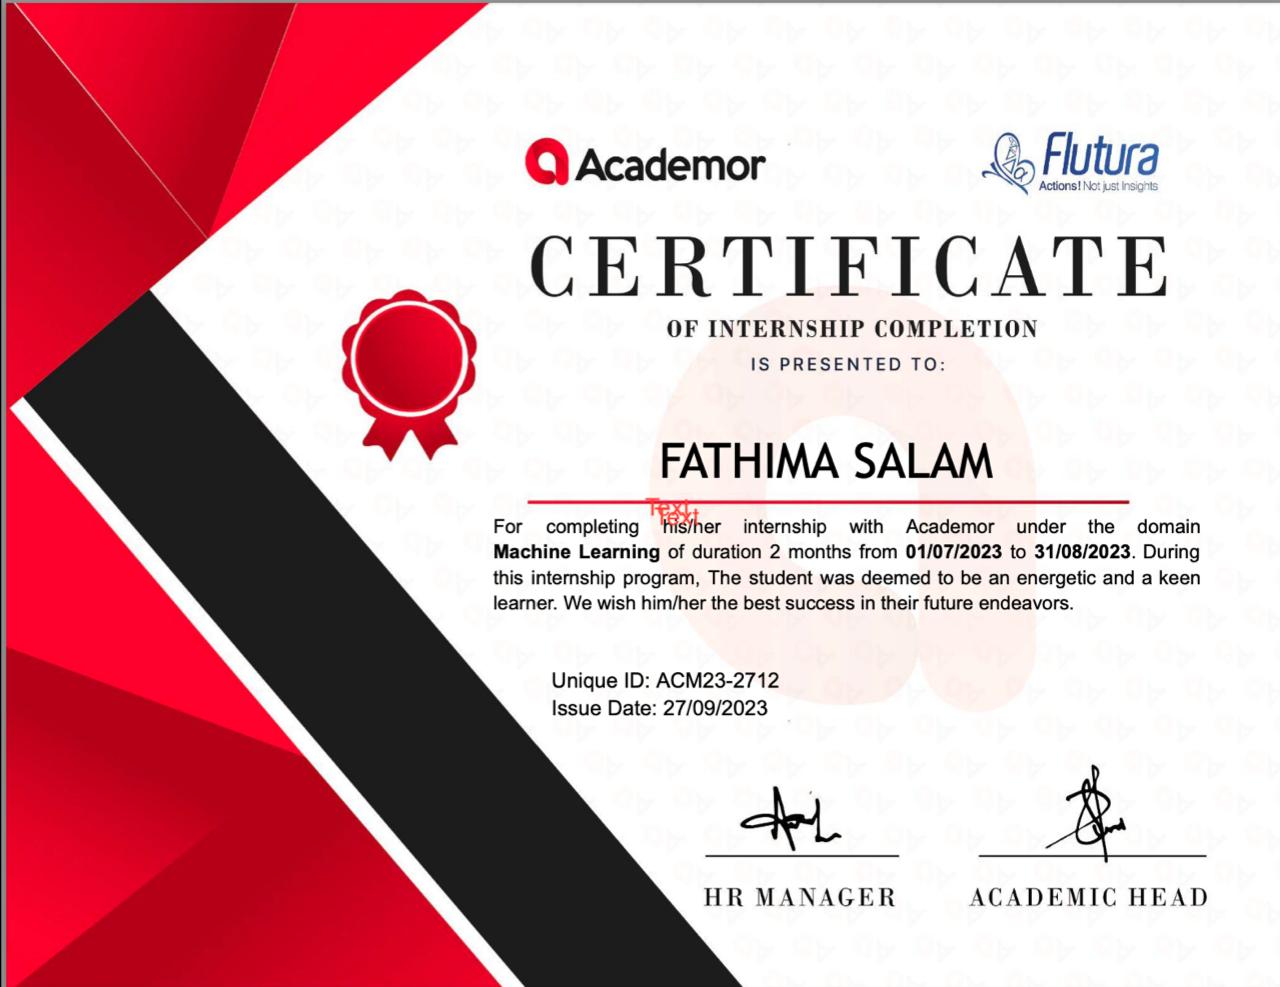 Academor
Flutura
Actions! Not just Insights
CERTIFICATE
OF INTERNSHIP COMPLETION
IS PRESENTED TO:
FATHIMA SALAM
Text
Text
For completing his/her internship with Academor under the domain
Machine Learning of duration 2 months from 01/07/2023 to 31/08/2023. During
this internship program, The student was deemed to be an energetic and a keen
learner. We wish him/her the best success in their future endeavors.
Unique ID: ACM23-2712
Issue Date: 27/09/2023
HR MANAGER
ACADEMIC HEAD